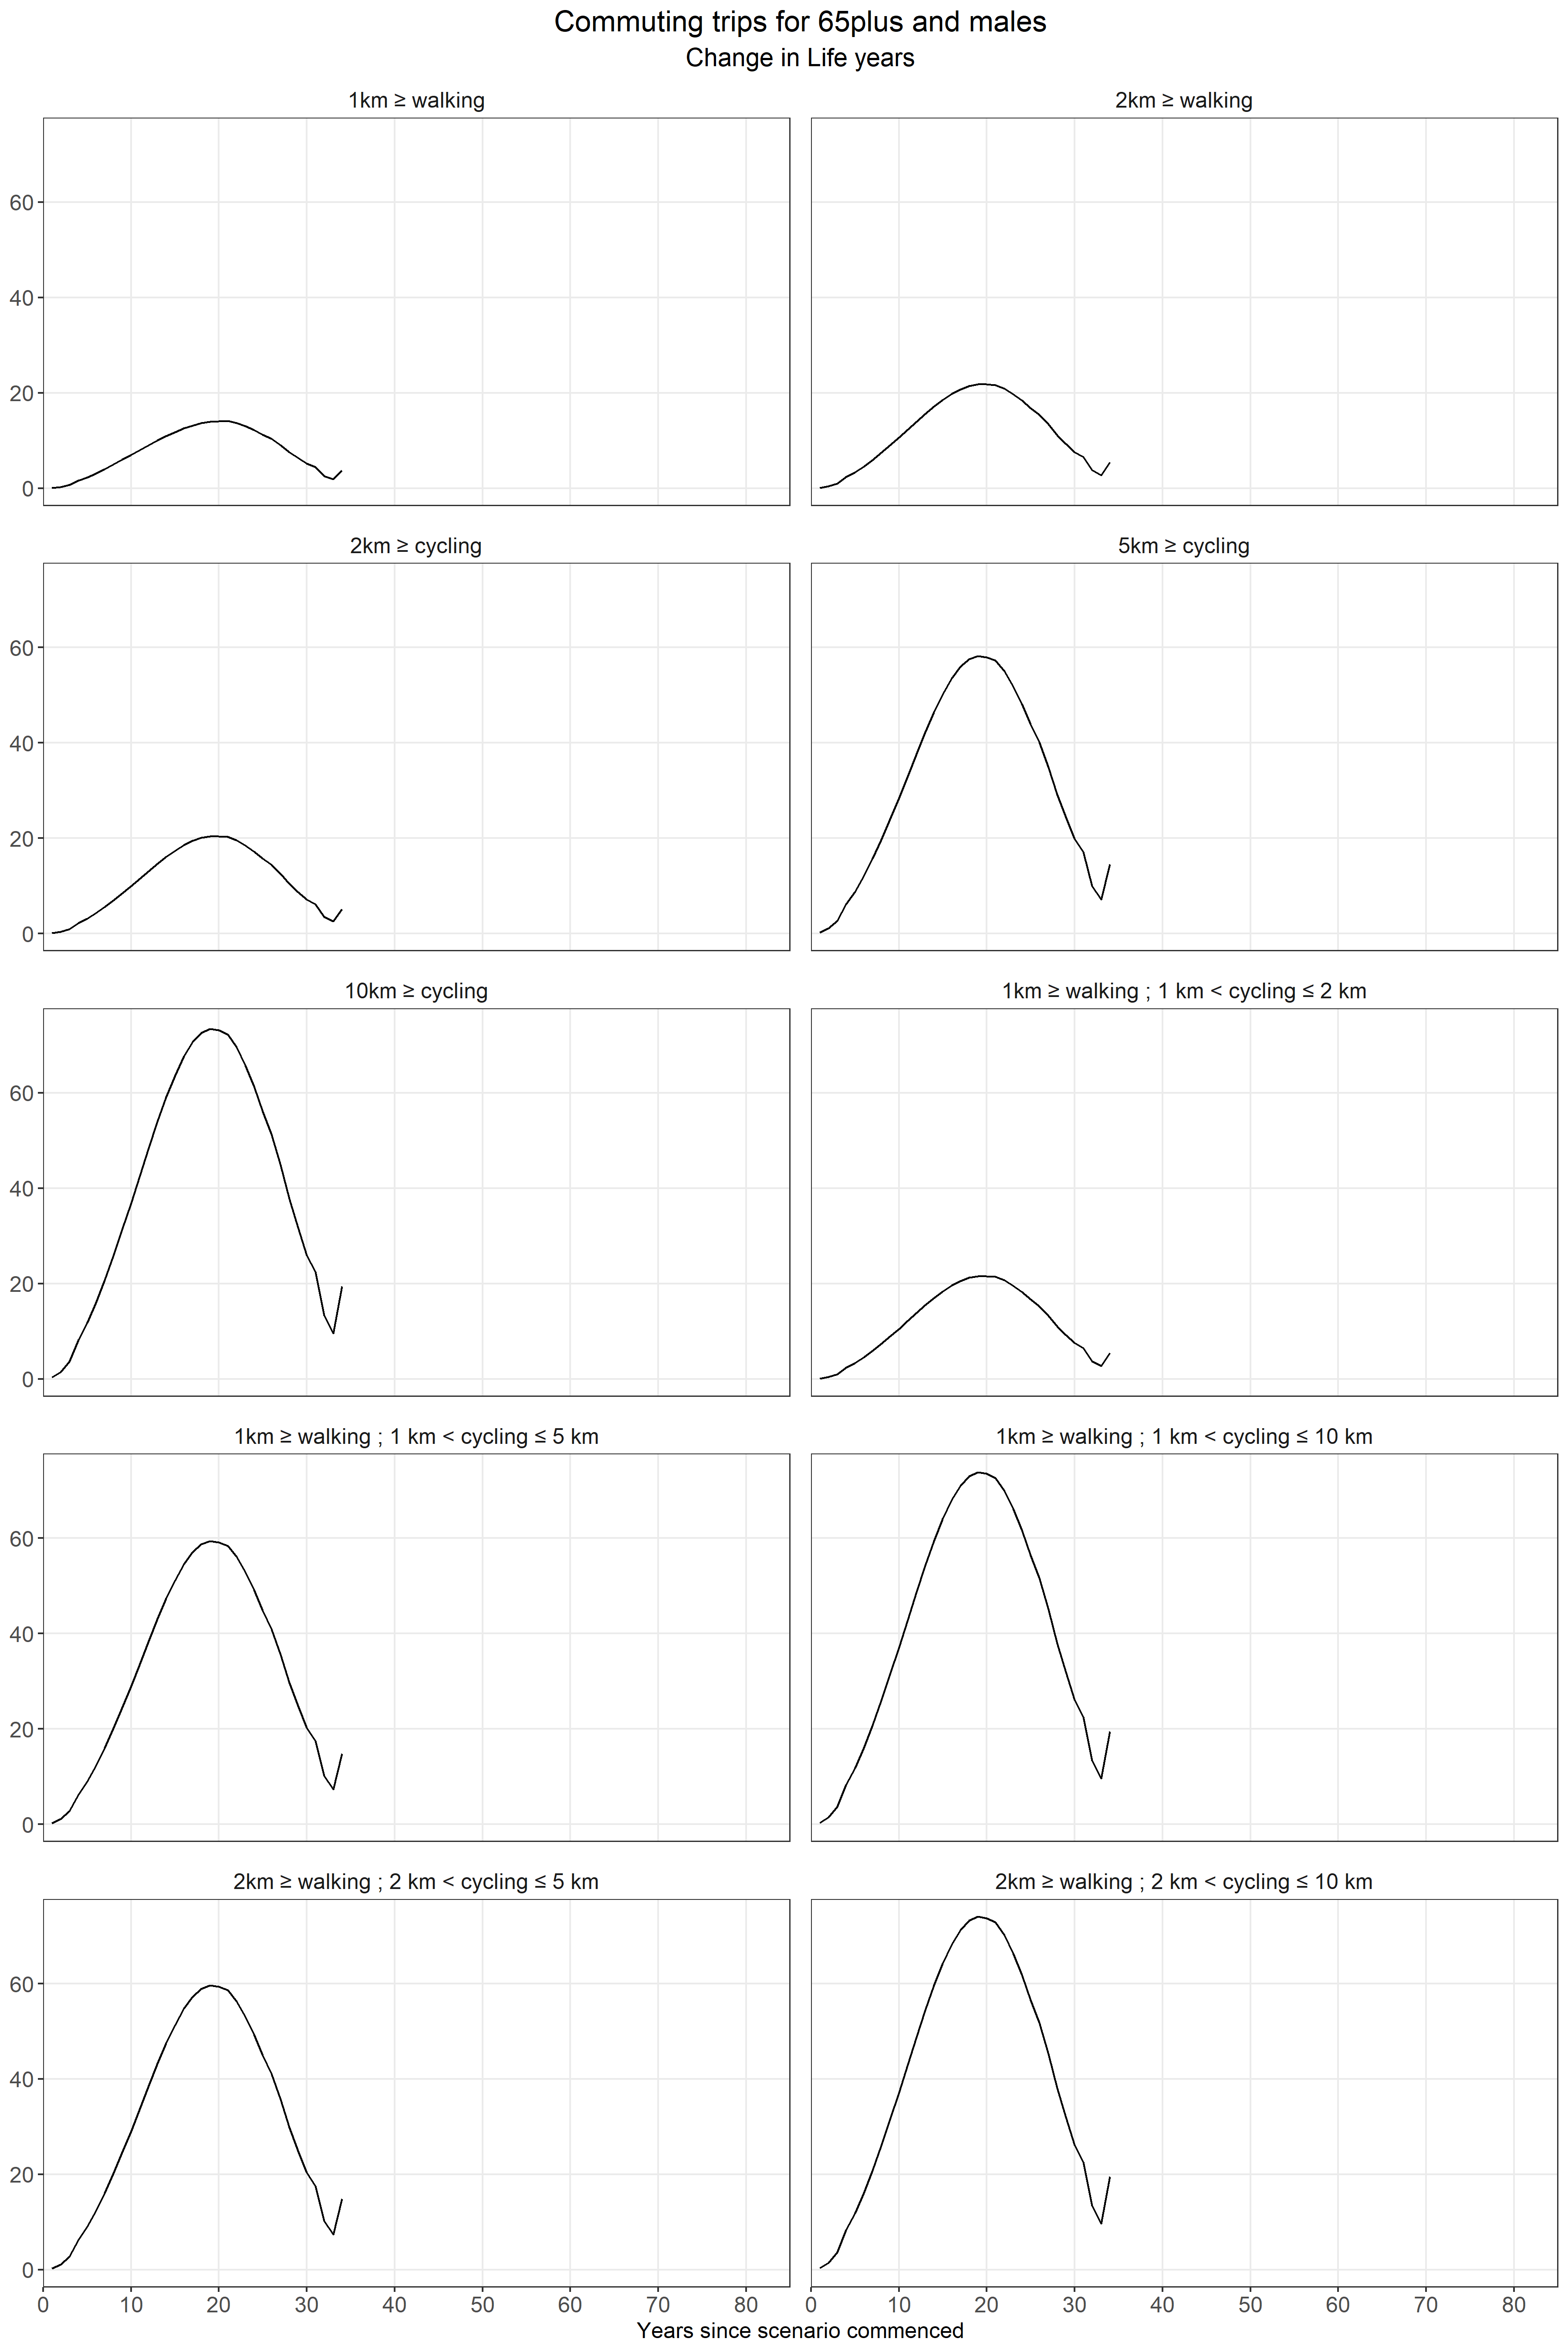 Commuting trips for 65plus and males
Change in Life years
1km ≥ walking
2km ≥ walking
60
40
20
0
2km ≥ cycling
5km ≥ cycling
60
40
20
0
10km ≥ cycling
1km ≥ walking ; 1 km < cycling ≤ 2 km
60
40
20
0
1km ≥ walking ; 1 km < cycling ≤ 5 km
1km ≥ walking ; 1 km < cycling ≤ 10 km
60
40
20
0
2km ≥ walking ; 2 km < cycling ≤ 5 km
2km ≥ walking ; 2 km < cycling ≤ 10 km
60
40
20
0
0 10 20 30 40 50 60 70 80
0 10 20 30 40 50 60 70 80
Years since scenario commenced